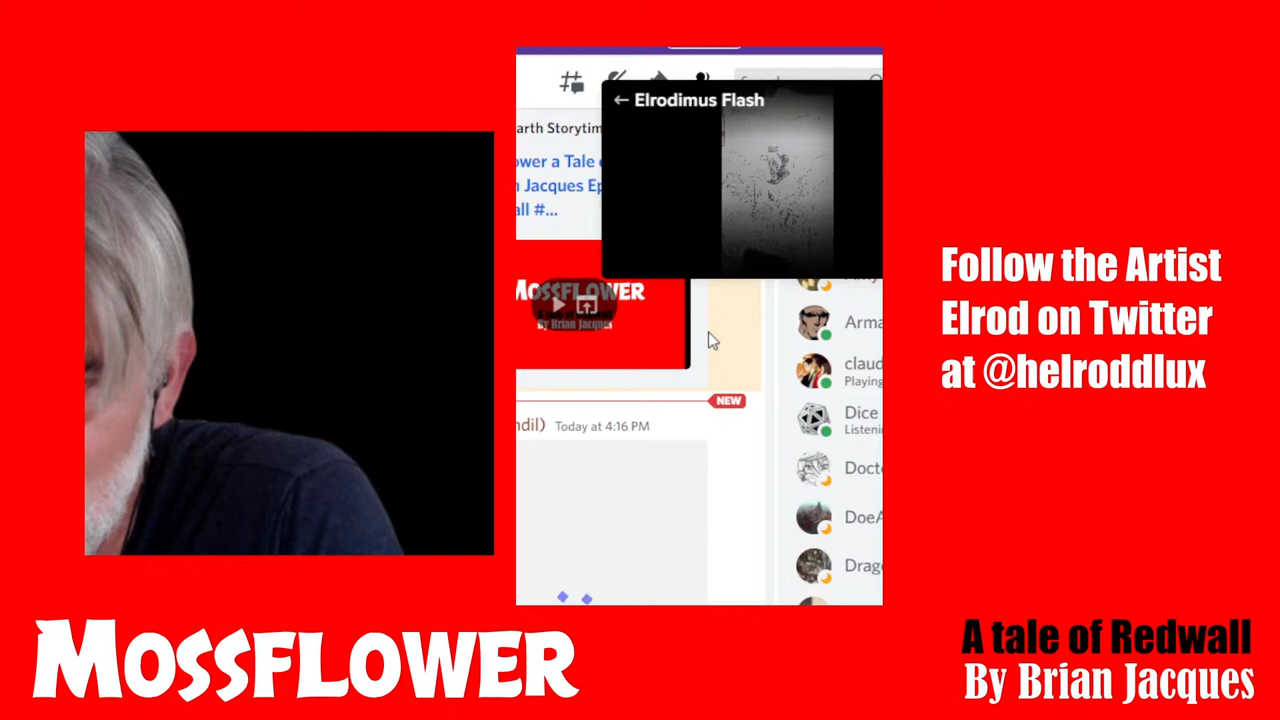 Elrodimus Flash
arth Storytim
ower a Tale
n Jacques Ep
all #...
MOSSFLOWER
By Brian Jacques
NEW
ndil) Today at 4:16 PM
Arma
claud
Playing
Dice
Listenin
Docto
DoeA
Drag
Follow the Artist
Elrod on Twitter
at @helroddlux
MOSSFLOWER
A tale of Redwall
By Brian Jacques